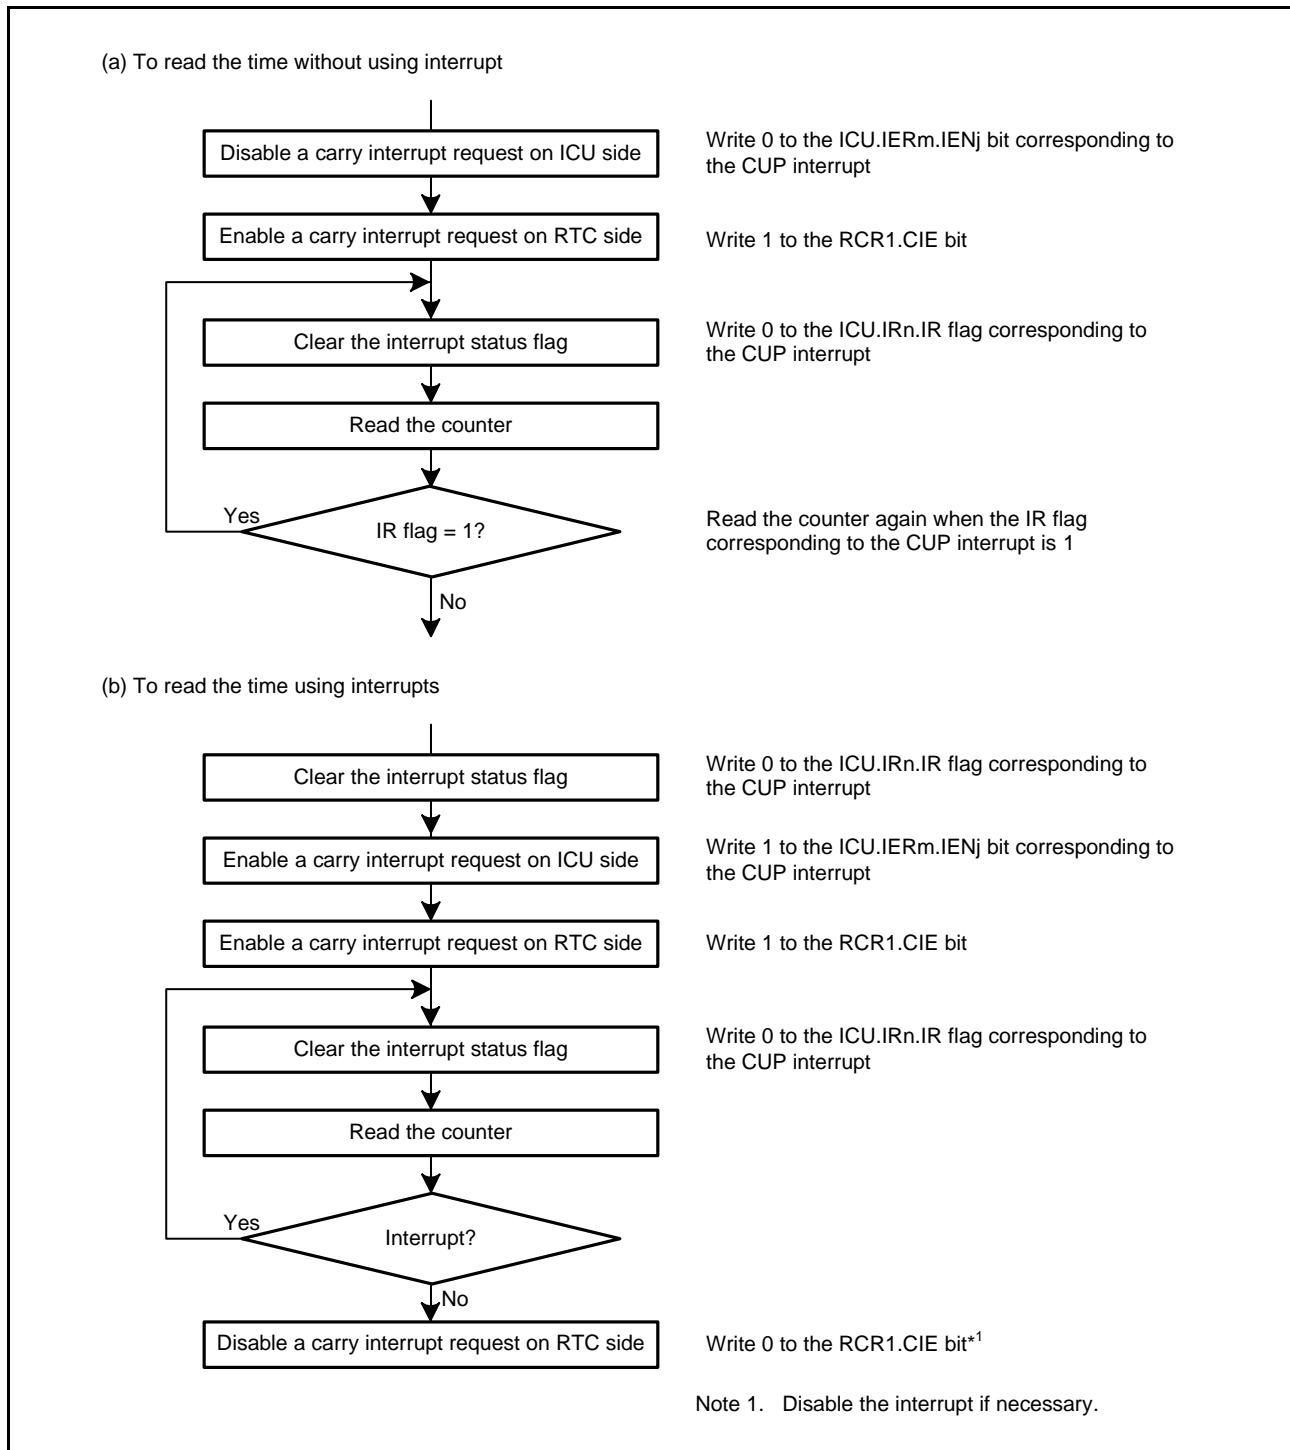 (a) To read the time without using interrupt
Disable a carry interrupt request on ICU side
Write 0 to the ICU.IERm.IENj bit corresponding to
the CUP interrupt
Enable a carry interrupt request on RTC side
Write 1 to the RCR1.CIE bit
Clear the interrupt status flag
Write 0 to the ICU.IRn.IR flag corresponding to
the CUP interrupt
Read the counter
Yes
IR flag = 1?
Read the counter again when the IR flag
corresponding to the CUP interrupt is 1
No
(b) To read the time using interrupts
Clear the interrupt status flag
Write 0 to the ICU.IRn.IR flag corresponding to
the CUP interrupt
Enable a carry interrupt request on ICU side
Write 1 to the ICU.IERm.IENj bit corresponding to
the CUP interrupt
Enable a carry interrupt request on RTC side
Write 1 to the RCR1.CIE bit
Clear the interrupt status flag
Write 0 to the ICU.IRn.IR flag corresponding to
the CUP interrupt
Read the counter
Yes
Interrupt?
No
Disable a carry interrupt request on RTC side
Write 0 to the RCR1.CIE bit*1
Note 1. Disable the interrupt if necessary.